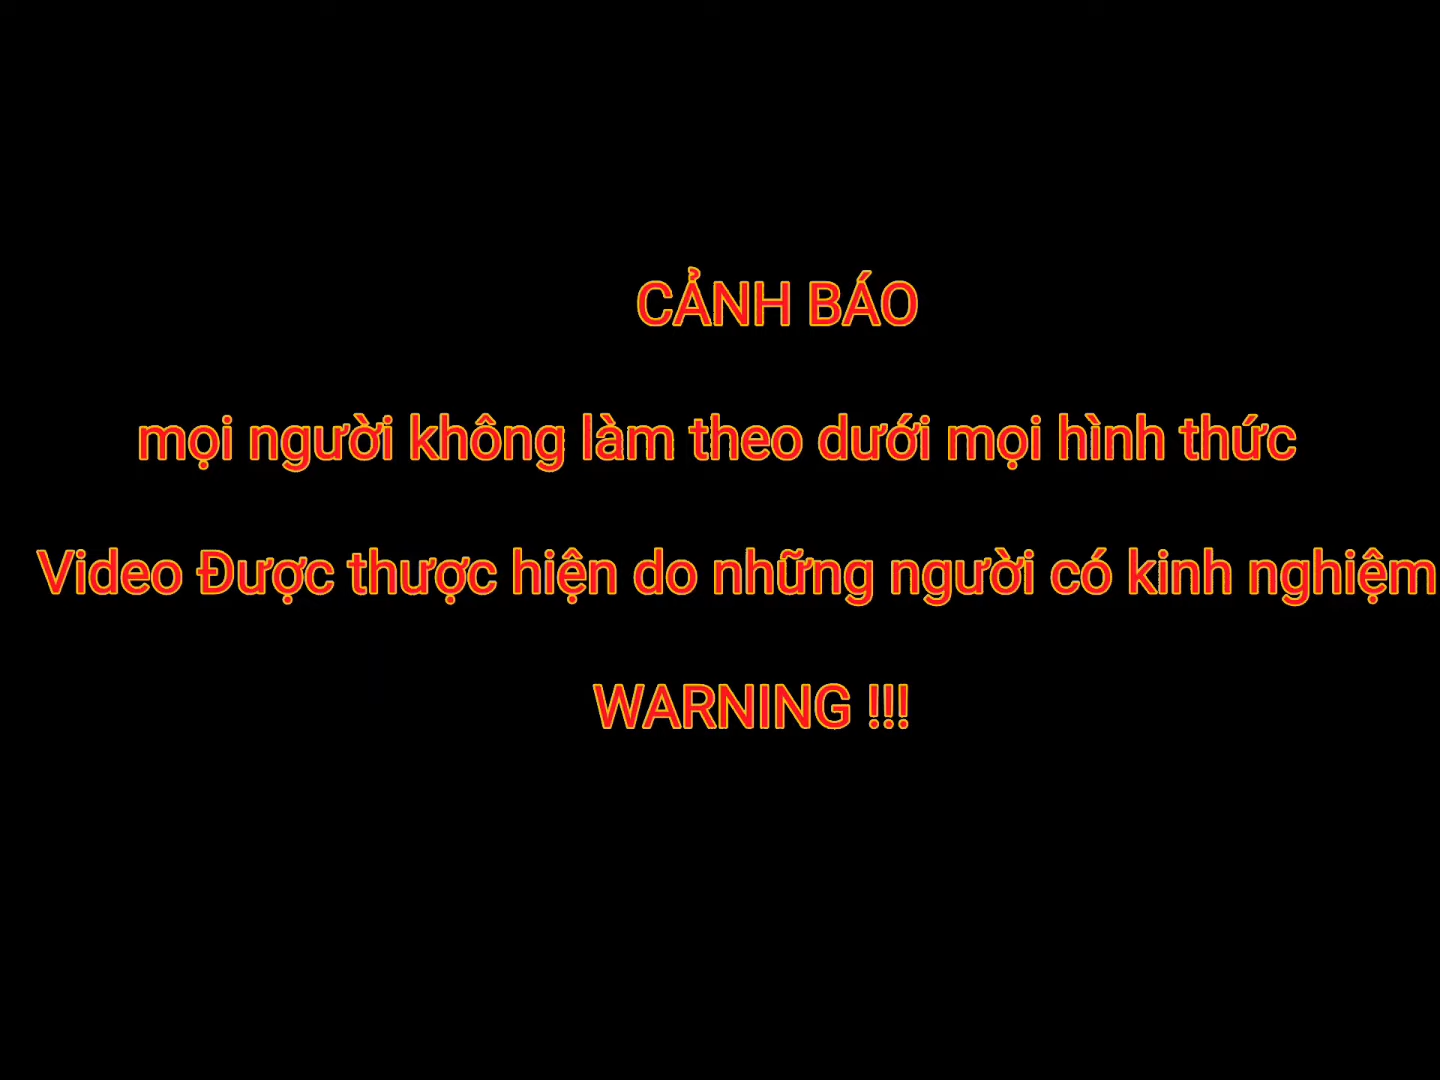 CẢNH BÁO
mọi người không làm theo dưới mọi hình thức
Video Được thược hiện do những người có kinh nghiệm
WARNING !!!